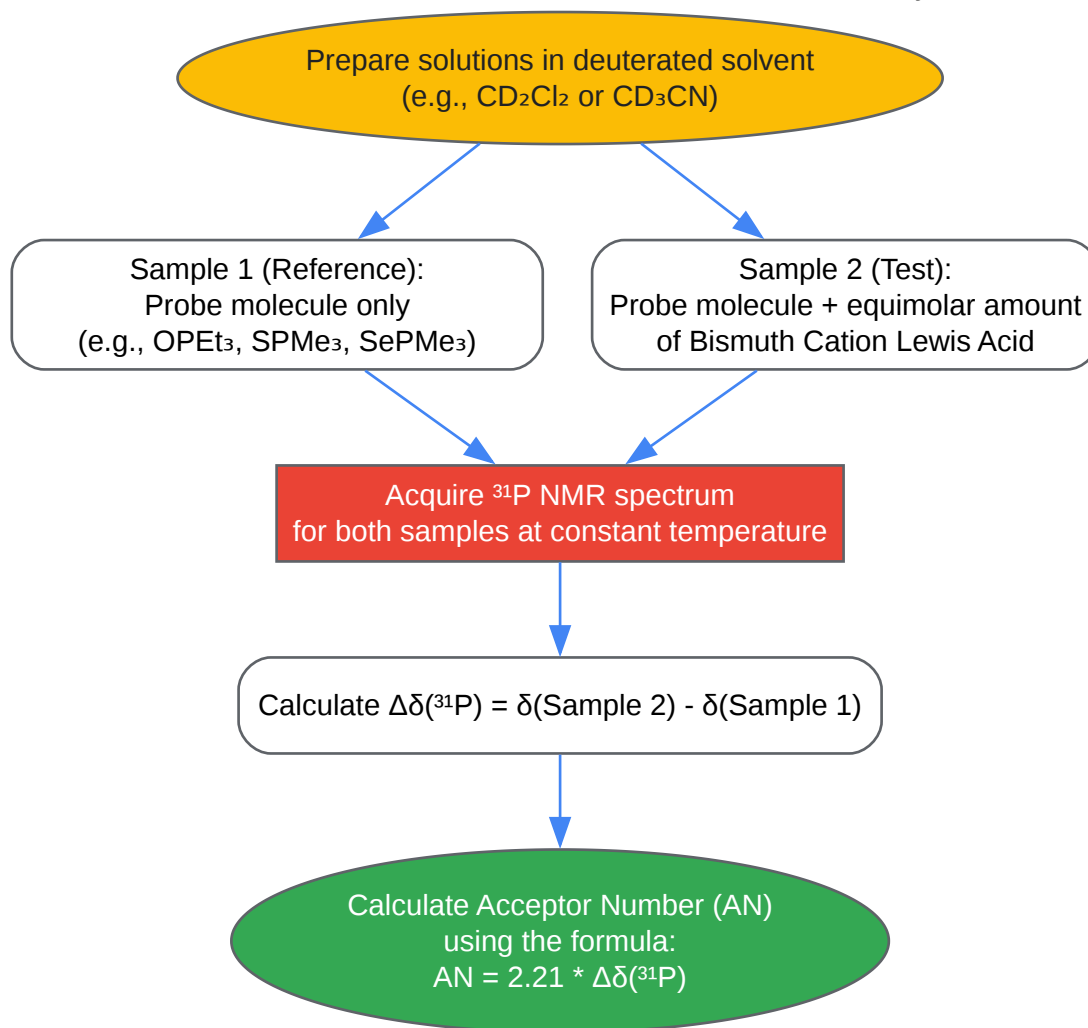 Prepare solutions in deuterated solvent
(e.g., CD₂Cl₂ or CD₃CN)
Sample 1 (Reference):
Probe molecule only
(e.g., OPEt₃, SPMe₃, SePMe₃)
Sample 2 (Test):
Probe molecule + equimolar amount
of Bismuth Cation Lewis Acid
Acquire ³¹P NMR spectrum
for both samples at constant temperature
Calculate Δδ(³¹P) = δ(Sample 2) - δ(Sample 1)
Calculate Acceptor Number (AN)
using the formula:
AN = 2.21 * Δδ(³¹P)